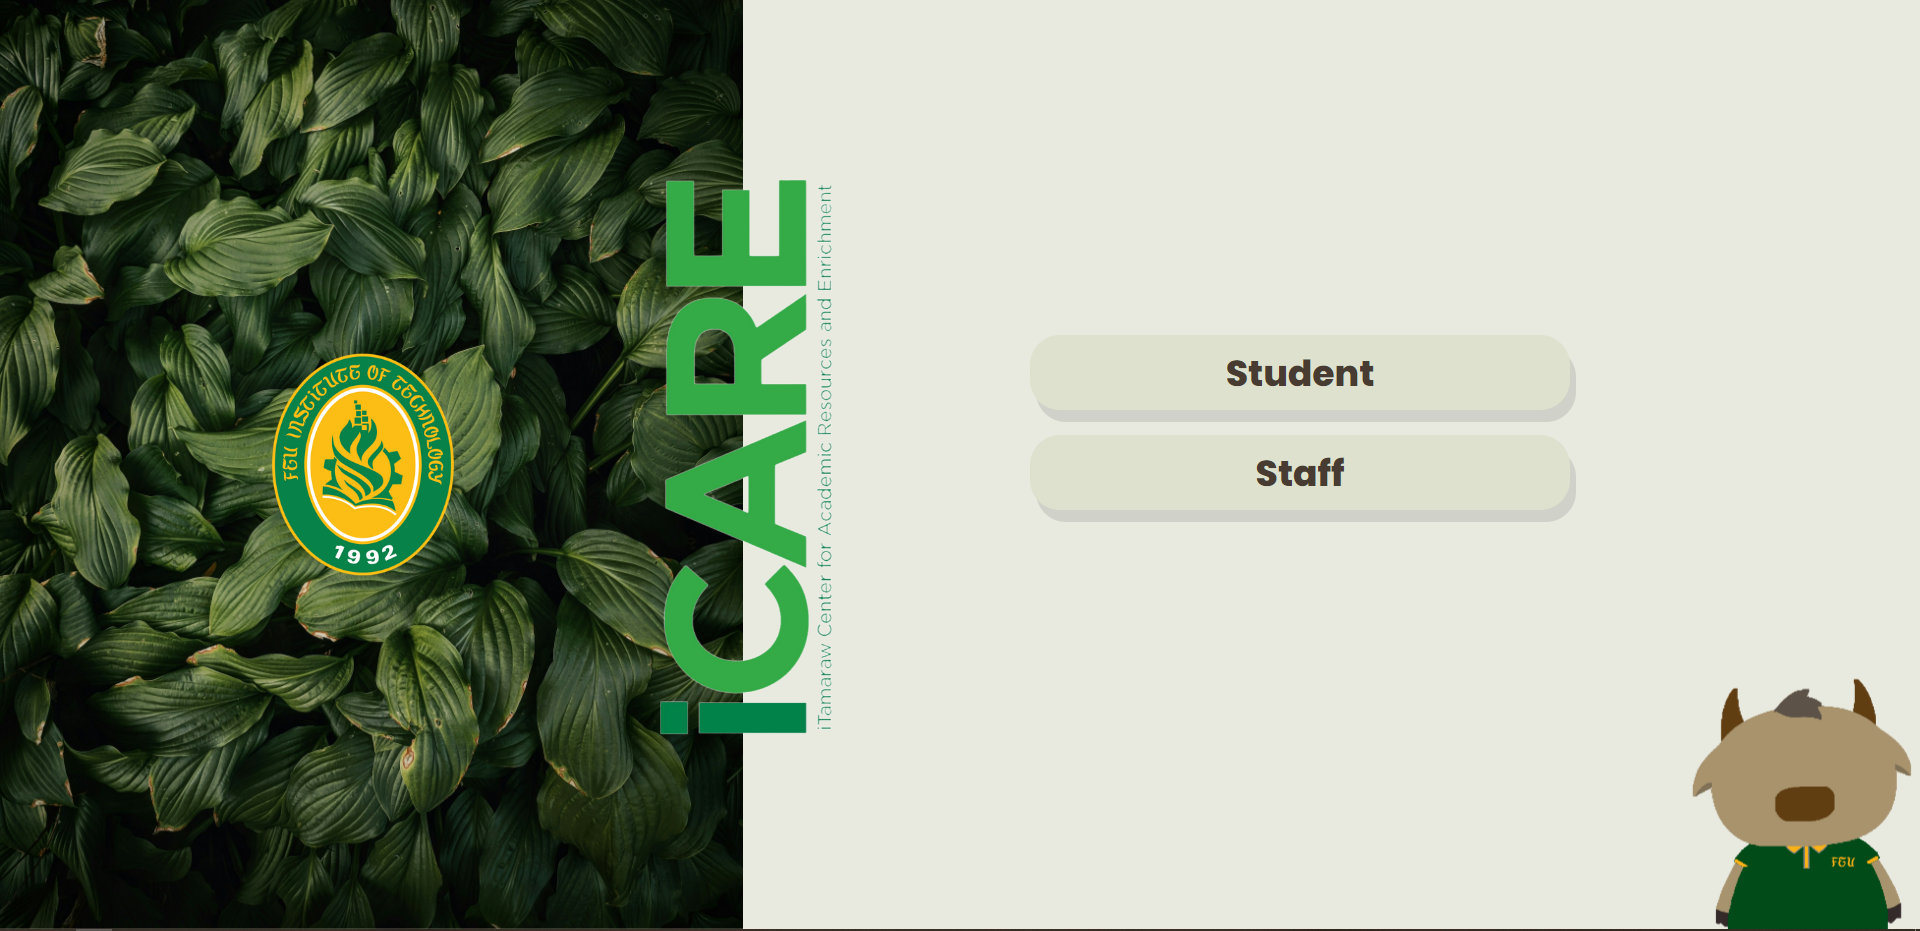 FEU INSTITUTE OF TECHNOLOGY
1992
iCARE
iTamaraw Center for Academic Resources and Enrichment
Student
Staff
FEU